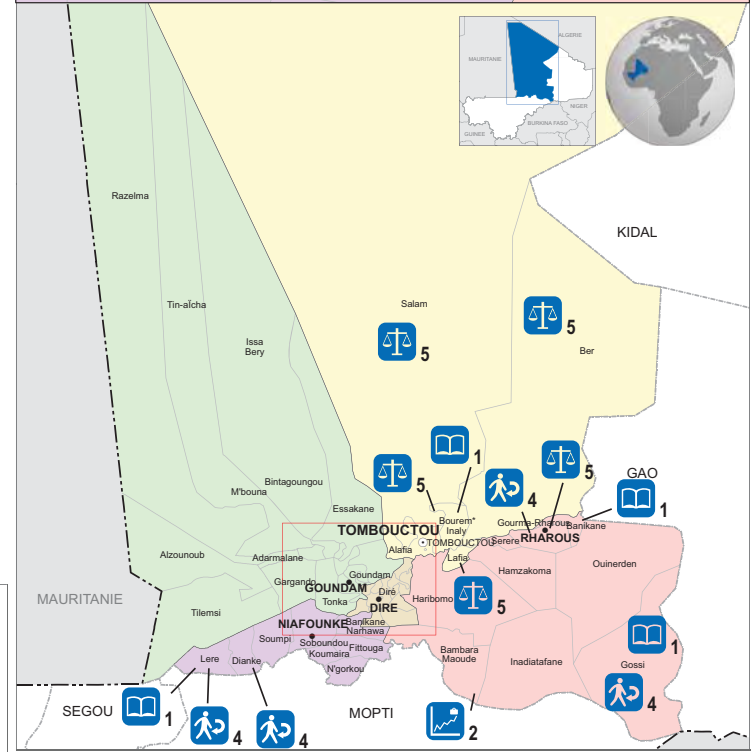 ALGERIE
MAURITANIE
NIGER
BURKINA FASO
GUINEE
Razelma
KIDAL
Tin-aïcha
Salam
5
5
Issa
Bery
Ber
1
5
5
GAO
4
1
Bintagoungou
M'bouna
Essakane
Bourem*
Inaly
Gourma-Rharous
Banikane
TOMBOUCTOU
RHAROUS
Alafia
TOMBOUCTOU
Serere
Alzounoub
Adarmalane
Lafia
Ouinerden
Hamzakoma
Gargando
Goundam
GOUNDAM
Diré
Haribomo
5
MAURITANIE
Tonka
DIRE
Tilemsi
NIAFOUNKE
Banikane
Narhawa
Soumpi
Soboundou
Koumaira
Fittouga
Bambara
Maoude
1
Lere
Dianke
N'gorkou
Inadiatafane
Gossi
4
SEGOU
1
4
4
MOPTI
2